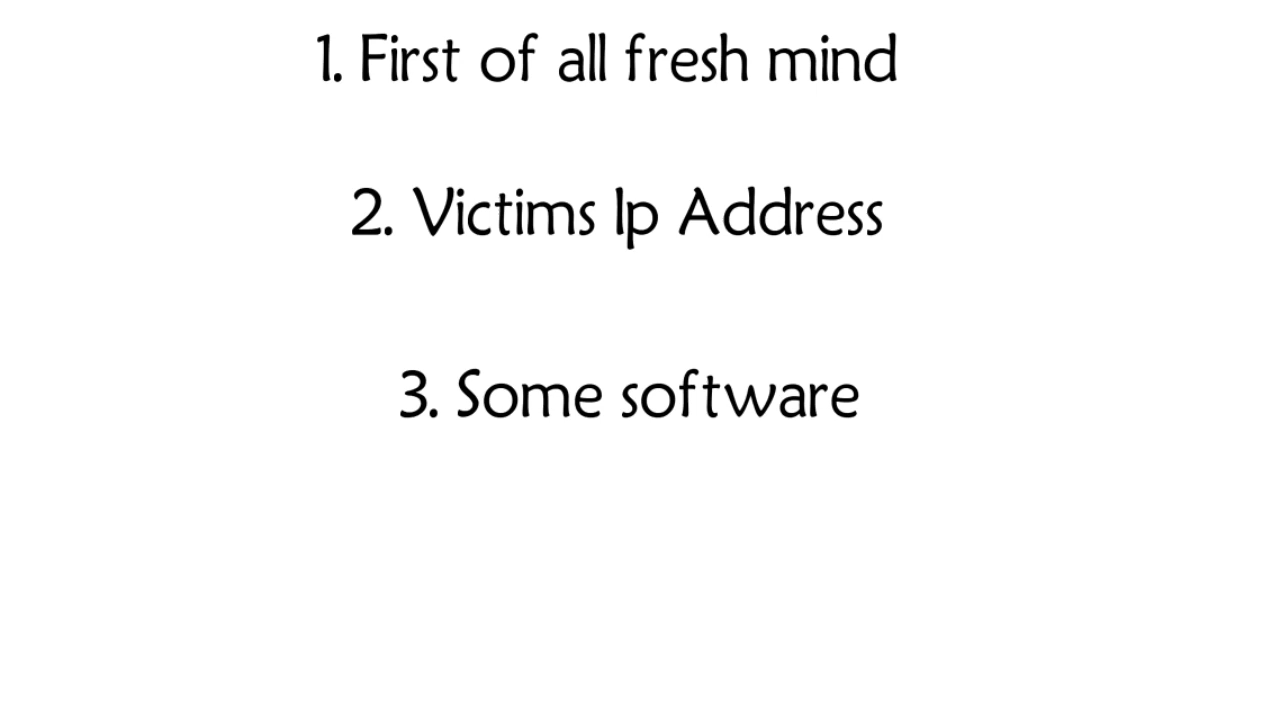 1. First of all fresh mind
2. Victims Ip Address
3. Some software